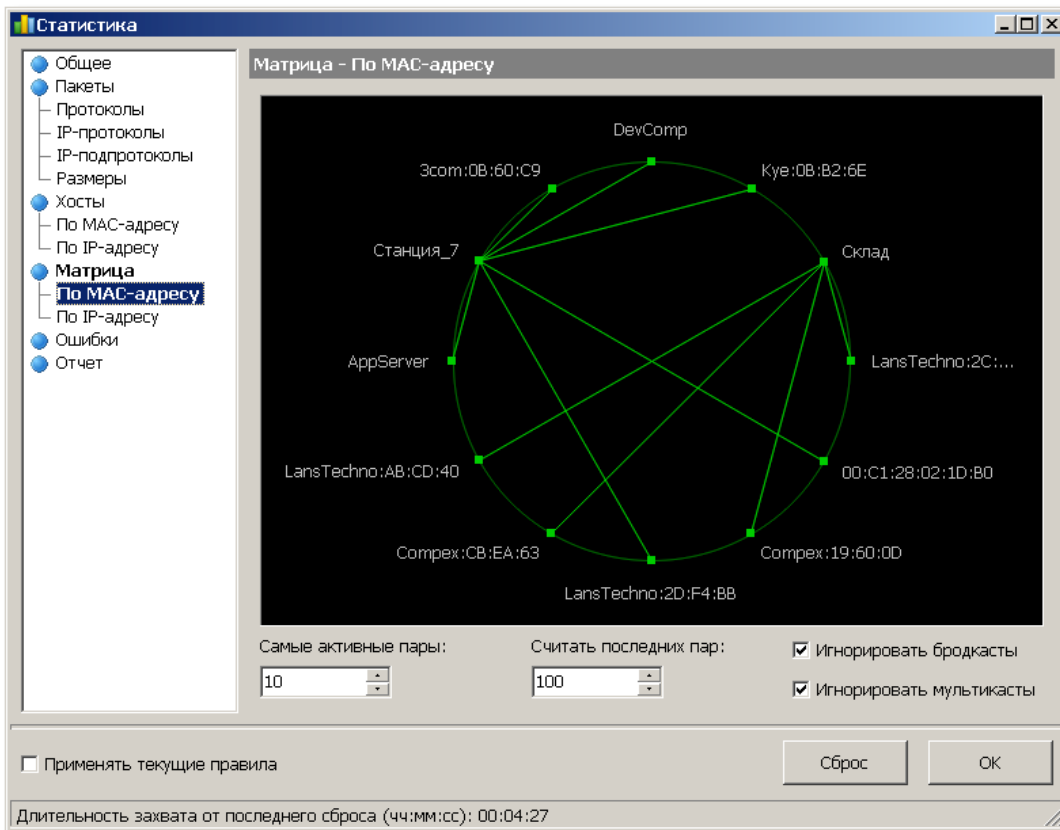 Статистика
Общее
Пакеты
Протоколы
IP-протоколы
IP-подпротоколы
Размеры
Хосты
По MAC-адресу
По IP-адресу
Матрица
По MAC-адресу
По IP-адресу
Ошибки
Отчет
Матрица - По MAC-адресу
DevComp
3com:0B:60:C9
Kye:0B:B2:6E
Станция_7
Склад
AppServer
LansTechno:2C:...
LansTechno:AB:CD:40
00:C1:28:02:1D:B0
Compex:CB:EA:63
Compex:19:60:0D
LansTechno:2D:F4:BB
Самые активные пары:
10
Считать последних пар:
100
Игнорировать бродкасты
Игнорировать мультикасты
Применять текущие правила
Сброс
OK
Длительность захвата от последнего сброса (чч:мм:сс): 00:04:27